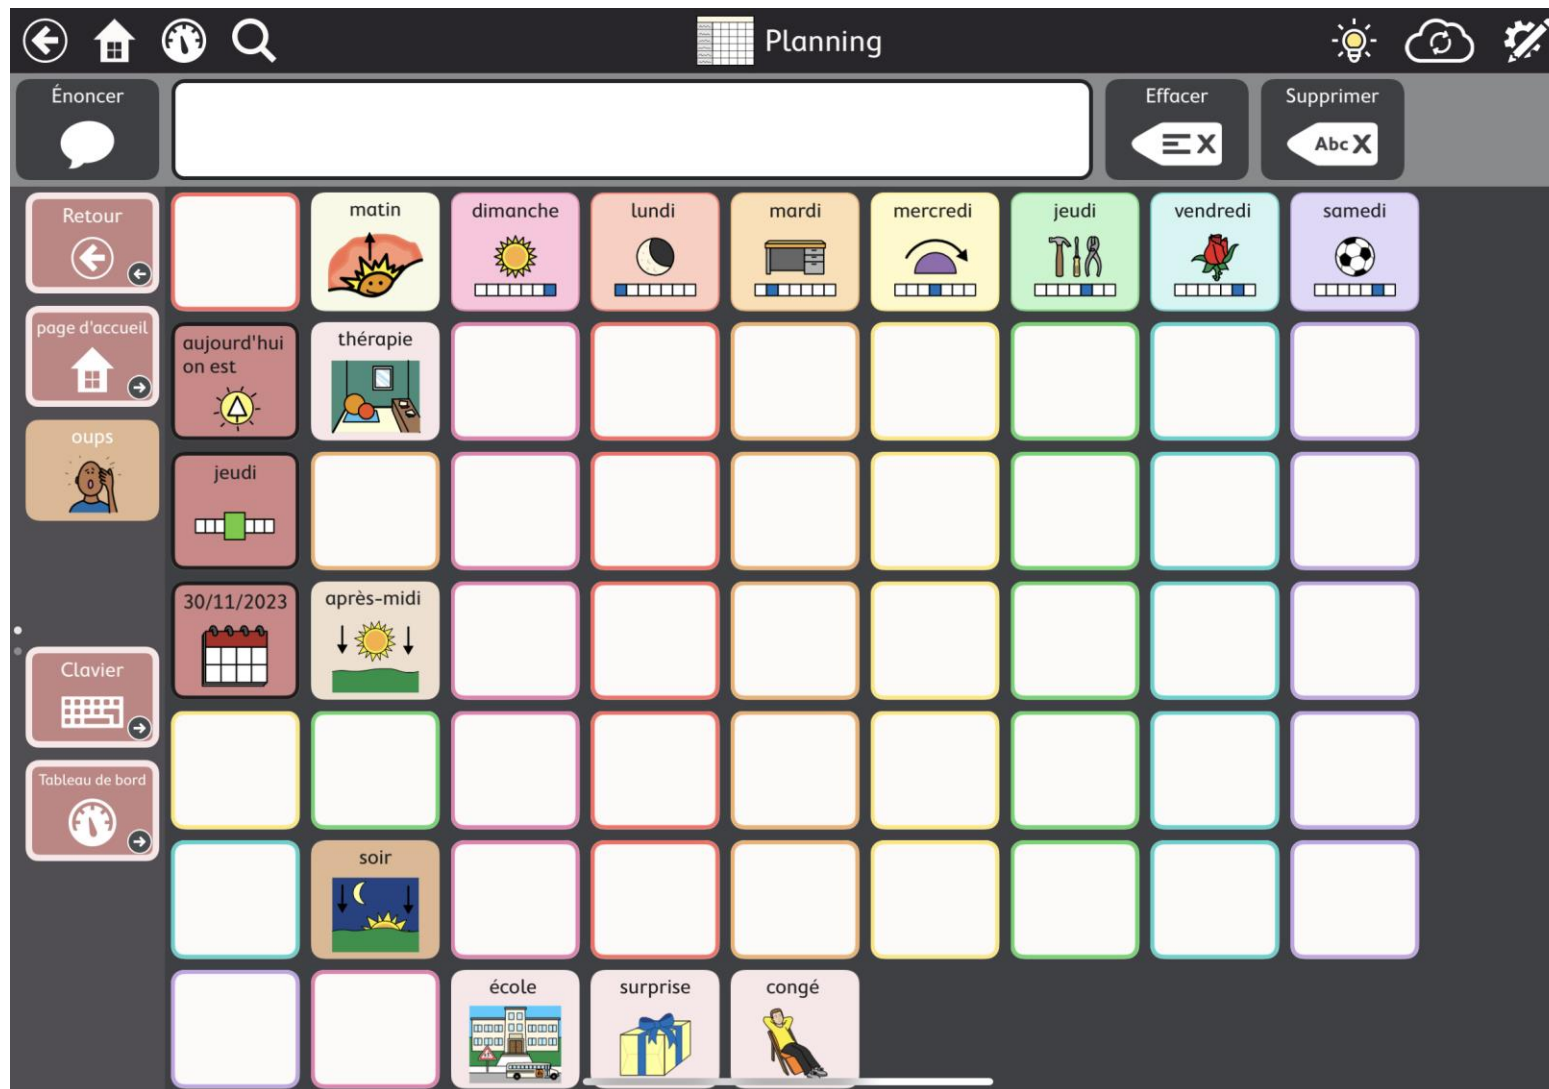 Planning
Énoncer
Effacer
Supprimer
Abc X
Retour
matin
dimanche
lundi
mardi
mercredi
jeudi
vendredi
samedi
page d'accueil
aujourd'hui
on est
thérapie
oups
jeudi
30/11/2023
après-midi
Clavier
Tableau de bord
soir
école
surprise
congé